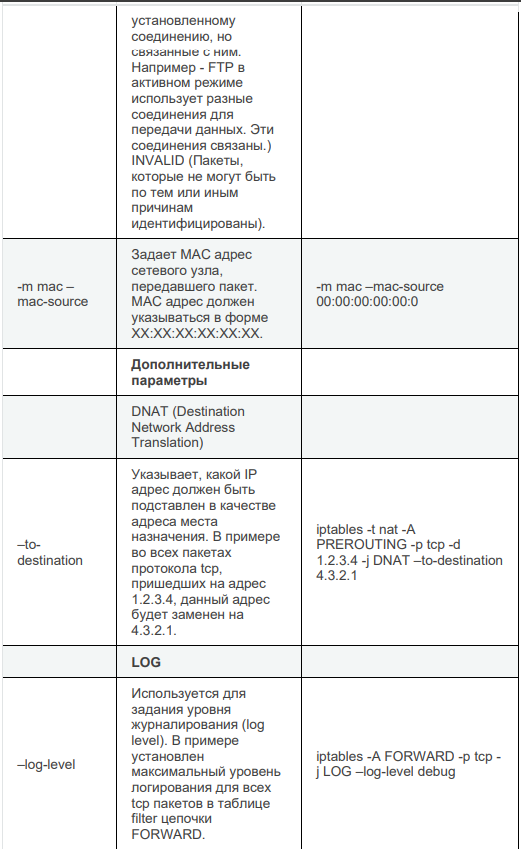 установленному
соединению, но
связанные с ним.
Например - FTP в
активном режиме
использует разные
соединения для
передачи данных. Эти
соединения связаны.)
INVALID (Пакеты,
которые не могут быть
по тем или иным
причинам
идентифицированы).
-m mac –
mac-source
Задает MAC адрес
сетевого узла,
передавшего пакет.
MAC адрес должен
указываться в форме
XX:XX:XX:XX:XX:XX.
-m mac –mac-source
00:00:00:00:00:0
Дополнительные
параметры
DNAT (Destination
Network Address
Translation)
–to-
destination
Указывает, какой IP
адрес должен быть
подставлен в качестве
адреса места
назначения. В примере
во всех пакетах
протокола tcp,
пришедших на адрес
1.2.3.4, данный адрес
будет заменен на
4.3.2.1.
iptables -t nat -A
PREROUTING -p tcp -d
1.2.3.4 -j DNAT –to-destination
4.3.2.1
LOG
–log-level
Используется для
задания уровня
журналирования (log
level). В примере
установлен
максимальный уровень
логирования для всех
tcp пакетов в таблице
filter цепочки
FORWARD.
iptables -A FORWARD -p tcp -
j LOG –log-level debug